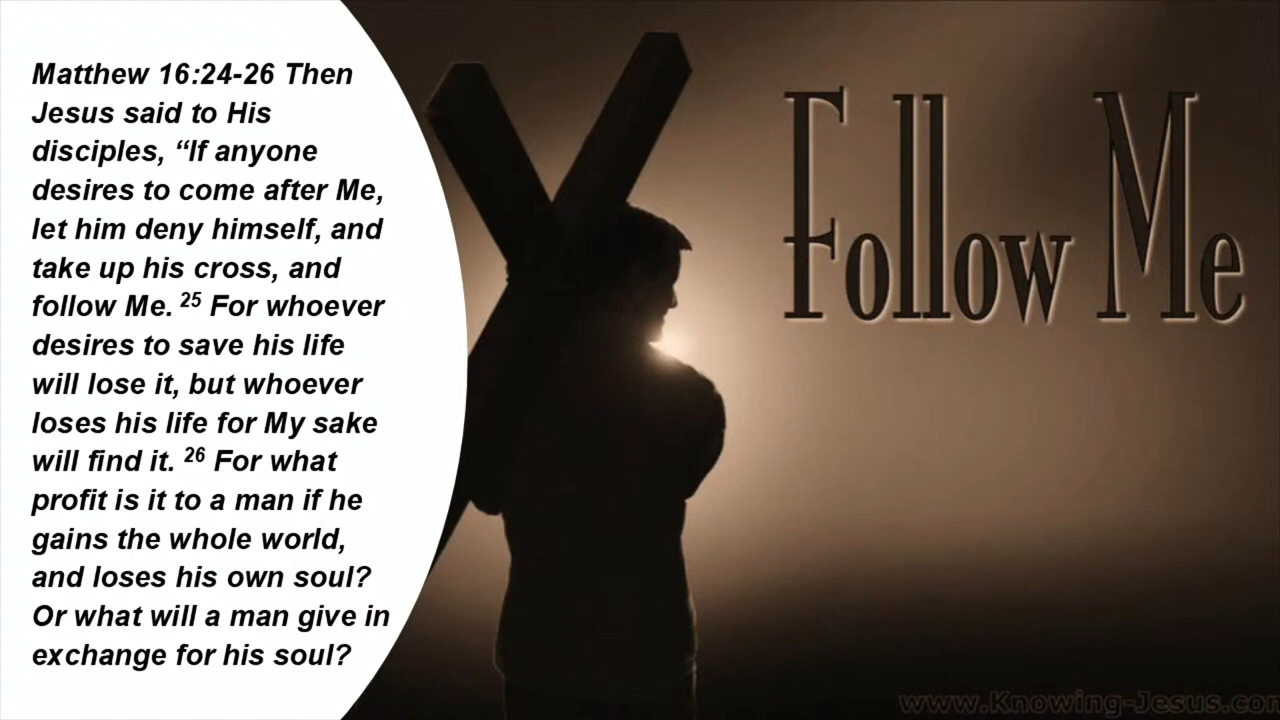 Matthew 16:24-26 Then
Jesus said to His
disciples, “If anyone
desires to come after Me,
let him deny himself, and
take up his cross, and
follow Me. 25 For whoever
desires to save his life
will lose it, but whoever
loses his life for My sake
will find it. 26 For what
profit is it to a man if he
gains the whole world,
and loses his own soul?
Or what will a man give in
exchange for his soul?
Follow Me
www.Knowing-Jesus.com